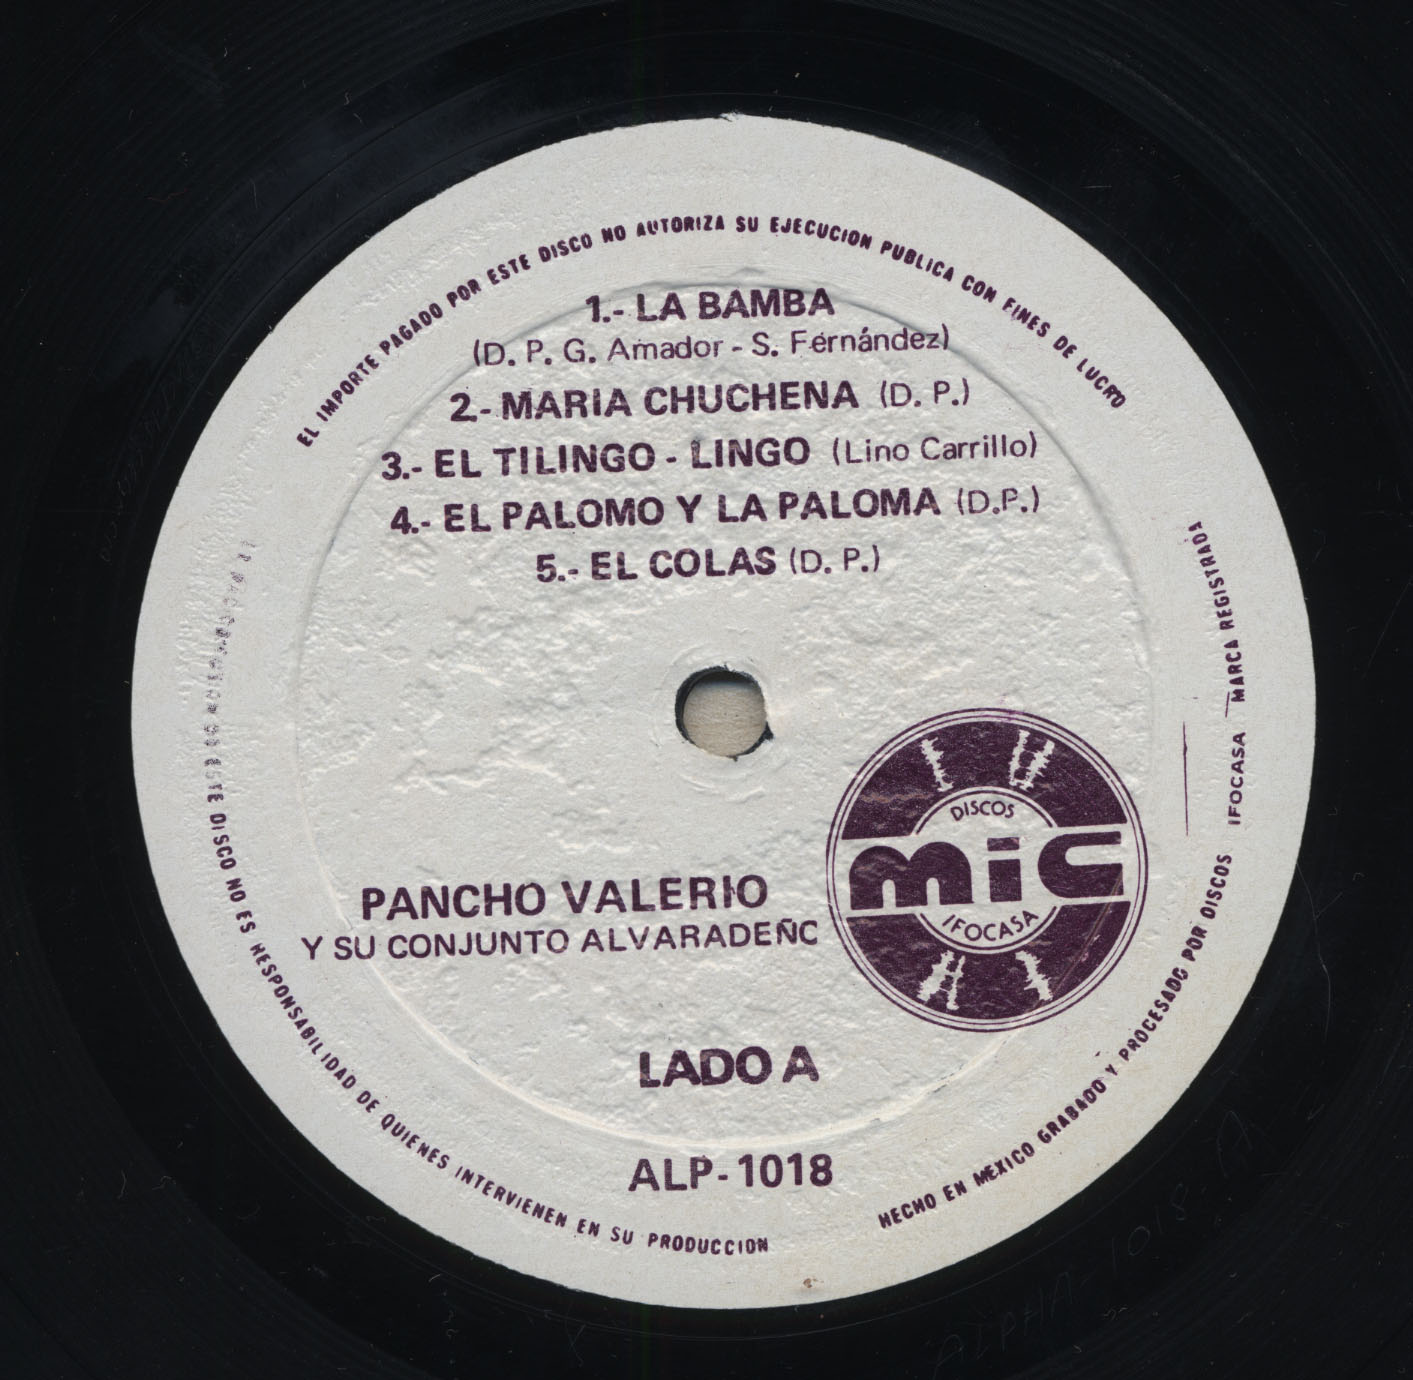 EL IMPORTE PAGADO POR ESTE DISCO NO AUTORIZA SU EJECUCION PUBLICA CON FINES DE LUCRO
1.- LA BAMBA
(D. P. G. Amador - S. Fernández)
2.- MARIA CHUCHENA (D. P.)
3.- EL TILINGO - LINGO (Lino Carrillo)
4.- EL PALOMO Y LA PALOMA (D.P.)
5.- EL COLAS (D. P.)
PANCHO VALERIO
Y SU CONJUNTO ALVARADEÑC
DISCOS
mic
IFOCASA
LADO A
ALP-1018
DISCO NO ES RESPONSABILIDAD DE QUIENES INTERVIENEN EN SU PRODUCCION
HECHO EN MEXICO GRABADO Y PROCESADO POR DISCOS IFOCASA MARCA REGISTRADA